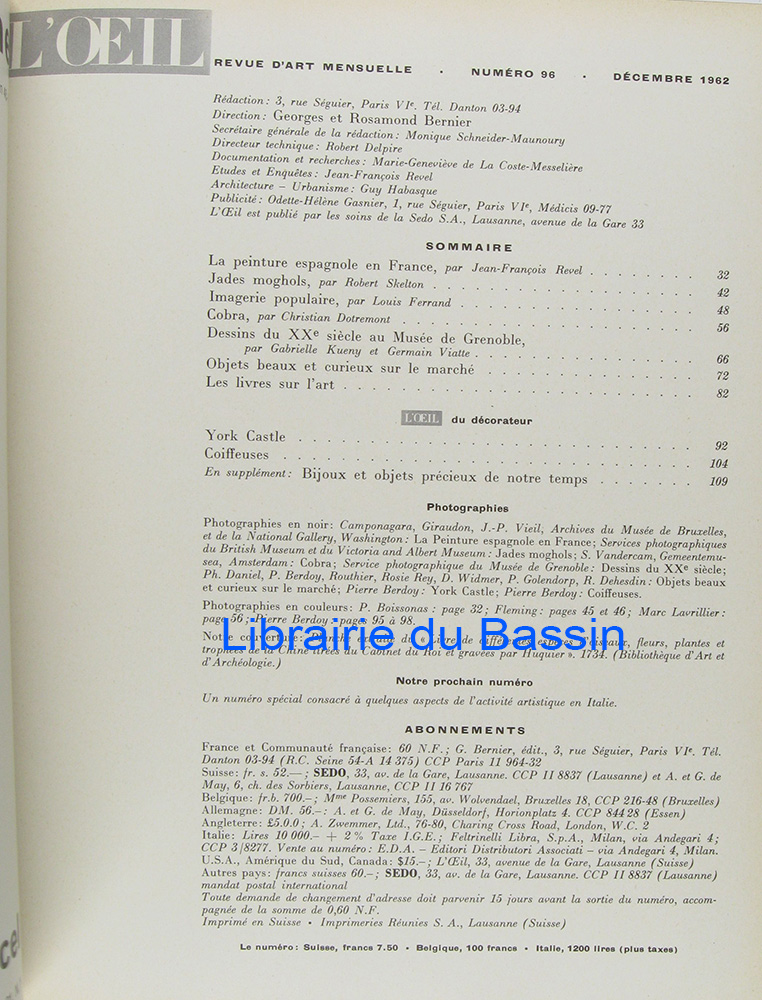 L'ŒIL
REVUE D'ART MENSUELLE · NUMÉRO 96 · DÉCEMBRE 1962
Rédaction: 3, rue Séguier, Paris VIe. Tél. Danton 03-94
Direction: Georges et Rosamond Bernier
Secrétaire générale de la rédaction: Monique Schneider-Maunoury
Directeur technique: Robert Delpire
Documentation et recherches: Marie-Geneviève de La Coste-Messelière
Etudes et Enquêtes: Jean-François Revel
Architecture – Urbanisme: Guy Habasque
Publicité: Odette-Hélène Gasnier, 1, rue Séguier, Paris VIe, Médicis 09-77
L'Œil est publié par les soins de la Sedo S.A., Lausanne, avenue de la Gare 33
SOMMAIRE
La peinture espagnole en France, par Jean-François Revel . . . . . . . . 32
Jades moghols, par Robert Skelton . . . . . . . . . . . . . . . . 42
Imagerie populaire, par Louis Ferrand . . . . . . . . . . . . . . 48
Cobra, par Christian Dotremont . . . . . . . . . . . . . . . . . 56
Dessins du XXe siècle au Musée de Grenoble,
par Gabrielle Kueny et Germain Viatte . . . . . . . . . . . . . 66
Objets beaux et curieux sur le marché . . . . . . . . . . . . . 72
Les livres sur l'art . . . . . . . . . . . . . . . . . . . . . 82
L'ŒIL du décorateur
York Castle . . . . . . . . . . . . . . . . . . . . . . . . 92
Coiffeuses . . . . . . . . . . . . . . . . . . . . . . . . 104
En supplément: Bijoux et objets précieux de notre temps . . . . . . . 109
Photographies
Photographies en noir: Camponagara, Giraudon, J.-P. Vieil, Archives du Musée de Bruxelles,
et de la National Gallery, Washington: La Peinture espagnole en France; Services photographiques
du British Museum et du Victoria and Albert Museum: Jades moghols; S. Vandercam, Gemeentemu-
sea, Amsterdam: Cobra; Service photographique du Musée de Grenoble: Dessins du XXe siècle;
Ph. Daniel, P. Berdoy, Routhier, Rosie Rey, D. Widmer, P. Golendorp, R. Dehesdin: Objets beaux
et curieux sur le marché; Pierre Berdoy: York Castle; Pierre Berdoy: Coiffeuses.
Photographies en couleurs: P. Boissonas: page 32; Fleming: pages 45 et 46; Marc Lavrillier:
page 56; Pierre Berdoy: pages 95 à 98.
Librairie du Bassin
Notre couverture: Planche extraite du « Livre de différentes espèces d'oiseaux, fleurs, plantes et
trophées de la Chine tirées du Cabinet du Roi et gravées par Huquier ». 1734. (Bibliothèque d'Art et
d'Archéologie.)
Notre prochain numéro
Un numéro spécial consacré à quelques aspects de l'activité artistique en Italie.
ABONNEMENTS
France et Communauté française: 60 N.F.; G. Bernier, édit., 3, rue Séguier, Paris VIe. Tél.
Danton 03-94 (R.C. Seine 54-A 14 375) CCP Paris 11 964-32
Suisse: fr. s. 52.—; SEDO, 33, av. de la Gare, Lausanne. CCP II 8837 (Lausanne) et A. et G. de
May, 6, ch. des Sorbiers, Lausanne, CCP II 16 767
Belgique: fr.b. 700.–; Mme Possemiers, 155, av. Wolvendael, Bruxelles 18, CCP 216-48 (Bruxelles)
Allemagne: DM. 56.–: A. et G. de May, Düsseldorf, Horionplatz 4. CCP 844 28 (Essen)
Angleterre: £5.0.0; A. Zwemmer, Ltd., 76-80, Charing Cross Road, London, W.C. 2
Italie: Lires 10 000.– + 2 % Taxe I.G.E.; Feltrinelli Libra, S.p.A., Milan, via Andegari 4;
CCP 3/8277. Vente au numéro: E.D.A. – Editori Distributori Associati – via Andegari 4, Milan.
U.S.A., Amérique du Sud, Canada: $15.–; L'Œil, 33, avenue de la Gare, Lausanne (Suisse)
Autres pays: francs suisses 60.–; SEDO, 33, av. de la Gare, Lausanne. CCP II 8837 (Lausanne)
mandat postal international
Toute demande de changement d'adresse doit parvenir 15 jours avant la sortie du numéro, accom-
pagnée de la somme de 0,60 N.F.
Imprimé en Suisse • Imprimeries Réunies S. A., Lausanne (Suisse)
Le numéro: Suisse, francs 7.50 • Belgique, 100 francs • Italie, 1200 lires (plus taxes)